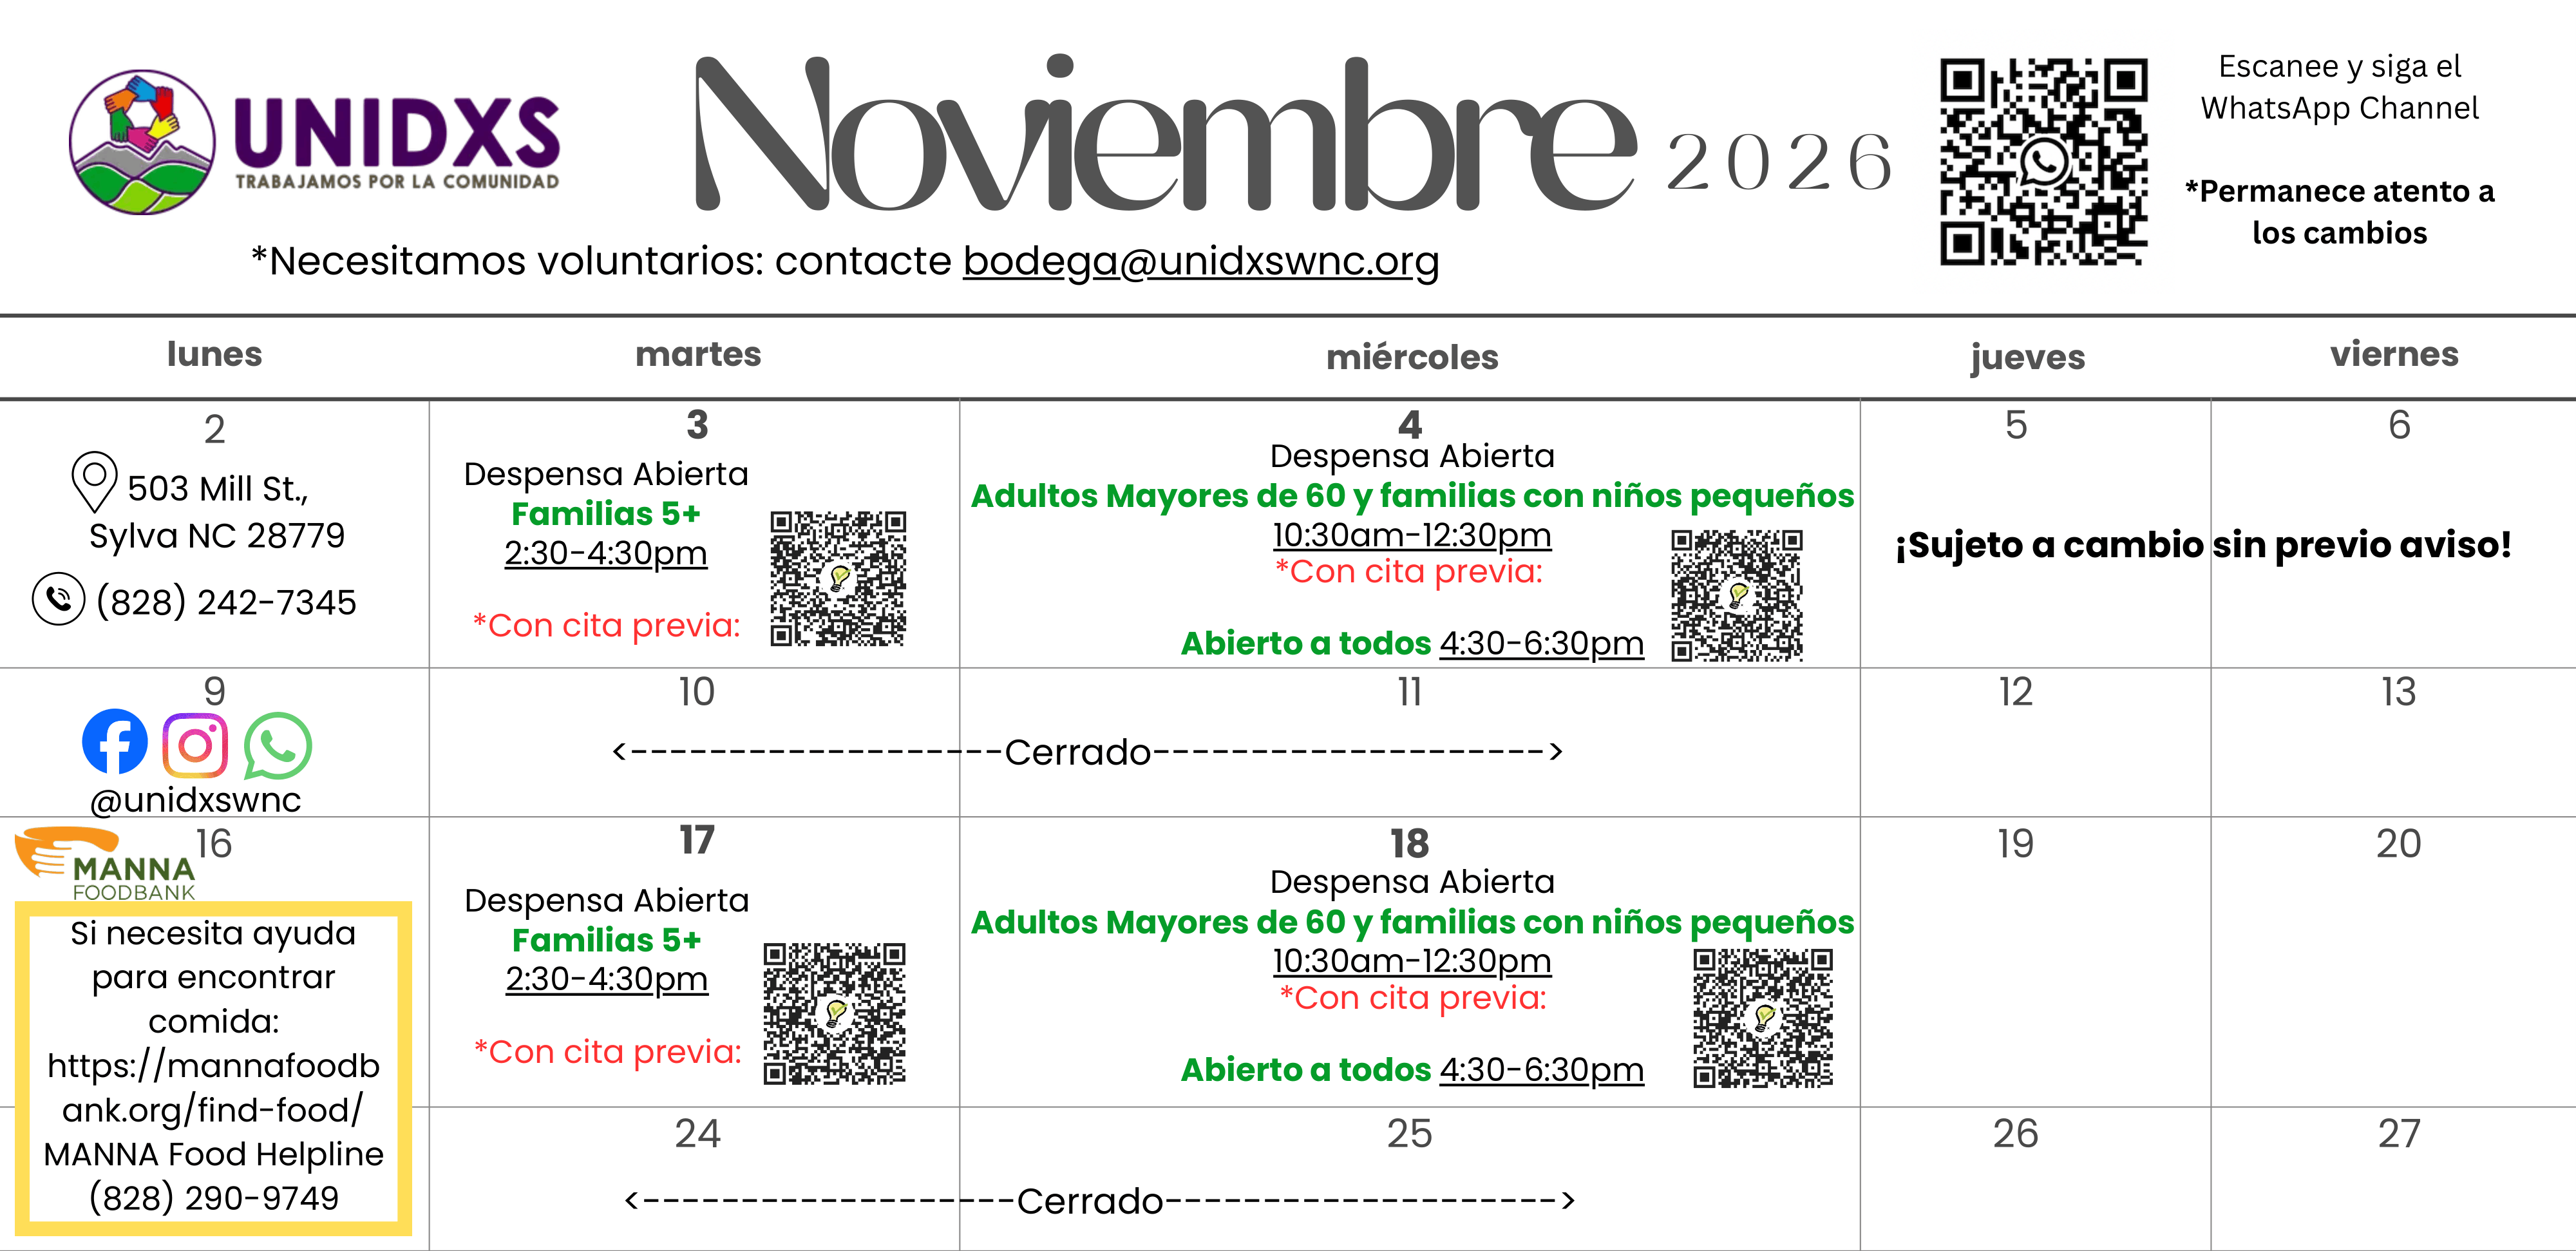 UNIDXS
TRABAJAMOS POR LA COMUNIDAD
Noviembre 2026
Escanee y siga el
WhatsApp Channel
*Permanece atento a
los cambios
*Necesitamos voluntarios: contacte bodega@unidxswnc.org
lunes martes miércoles jueves viernes
2
503 Mill St.,
Sylva NC 28779
(828) 242-7345
3
Despensa Abierta
Familias 5+
2:30-4:30pm
*Con cita previa:
4
Despensa Abierta
Adultos Mayores de 60 y familias con niños pequeños
10:30am-12:30pm
*Con cita previa:
Abierto a todos 4:30-6:30pm
5 6
¡Sujeto a cambio sin previo aviso!
9
@unidxswnc
10 11
<-------------------Cerrado-------------------->
12 13
16
MANNA
FOODBANK
Si necesita ayuda
para encontrar
comida:
https://mannafoodb
ank.org/find-food/
MANNA Food Helpline
(828) 290-9749
17
Despensa Abierta
Familias 5+
2:30-4:30pm
*Con cita previa:
18
Despensa Abierta
Adultos Mayores de 60 y familias con niños pequeños
10:30am-12:30pm
*Con cita previa:
Abierto a todos 4:30-6:30pm
19 20
24 25
<-------------------Cerrado-------------------->
26 27